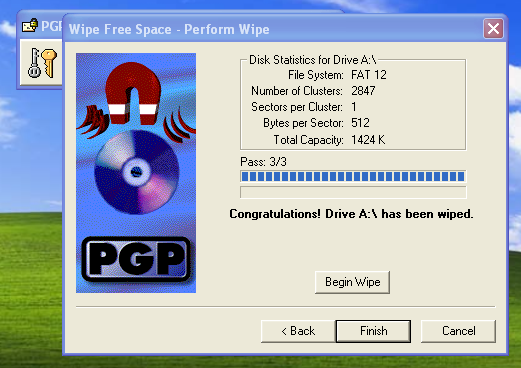 PGP
Wipe Free Space - Perform Wipe
Disk Statistics for Drive A:\
File System: FAT 12
Number of Clusters: 2847
Sectors per Cluster: 1
Bytes per Sector: 512
Total Capacity: 1424 K
Pass: 3/3
Congratulations! Drive A:\ has been wiped.
PGP
Begin Wipe
< Back Finish Cancel